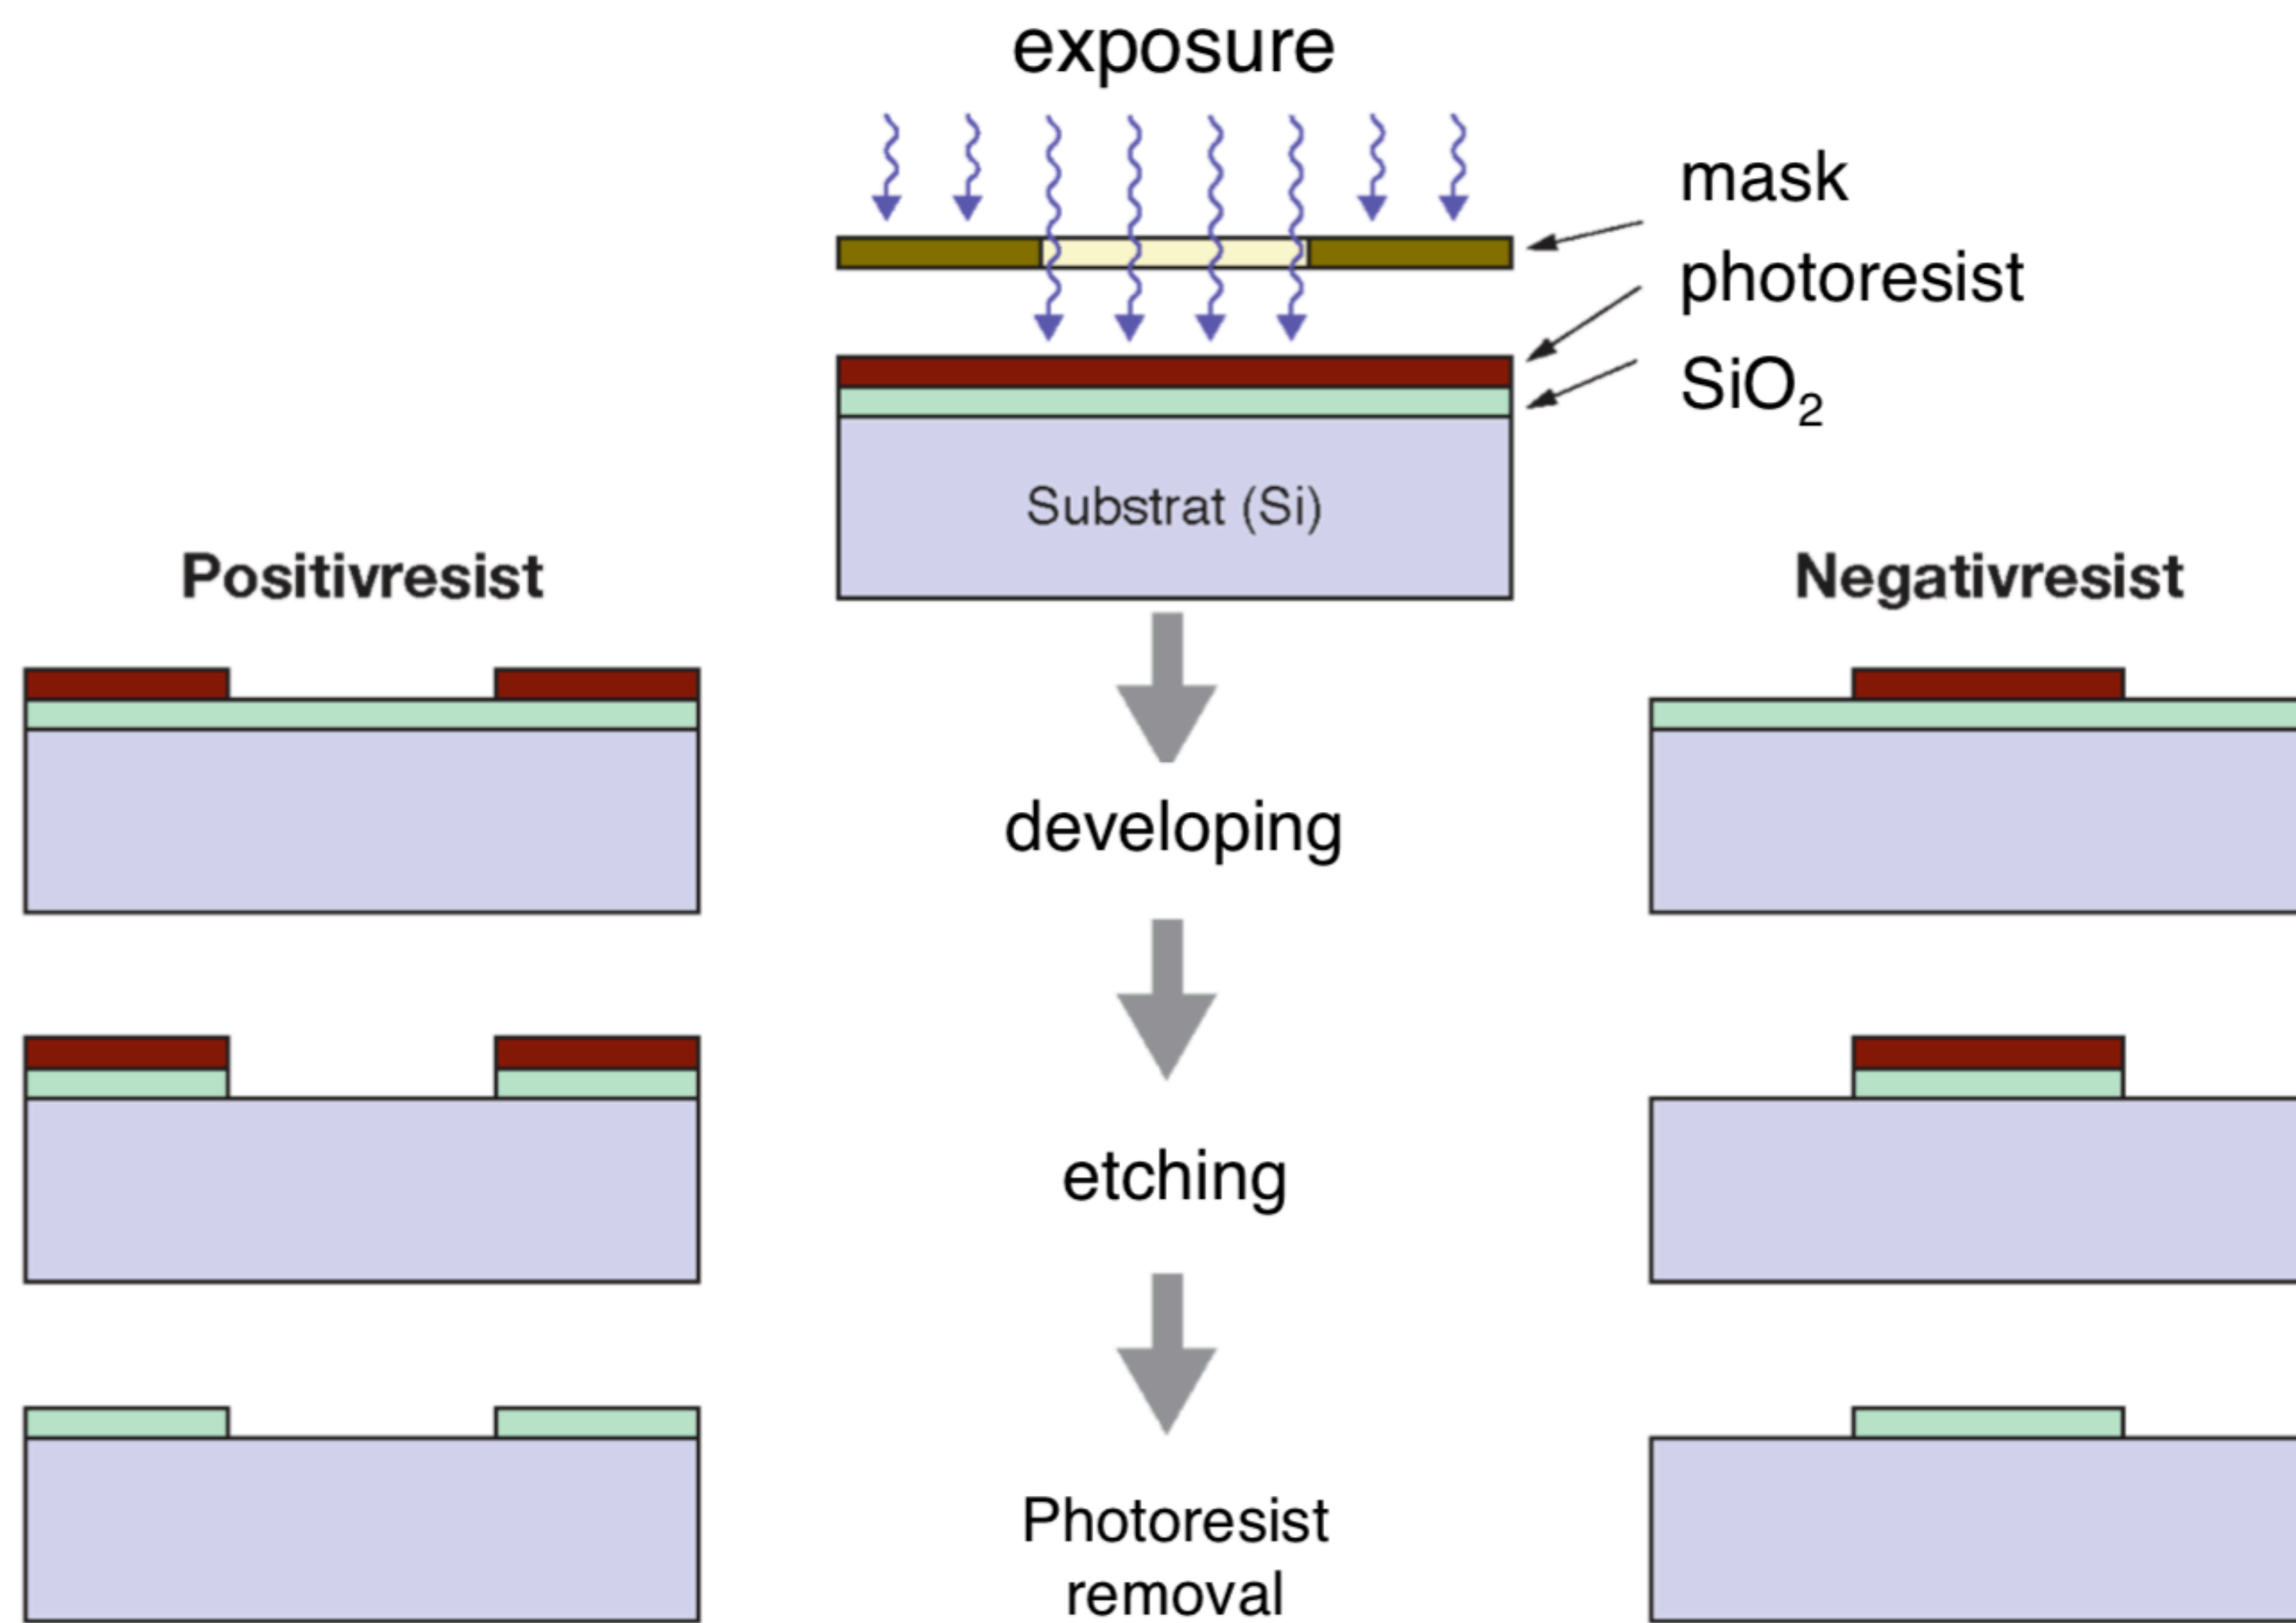 exposure
mask
photoresist
SiO₂
Substrat (Si)
Positivresist
Negativresist
developing
etching
Photoresist
removal